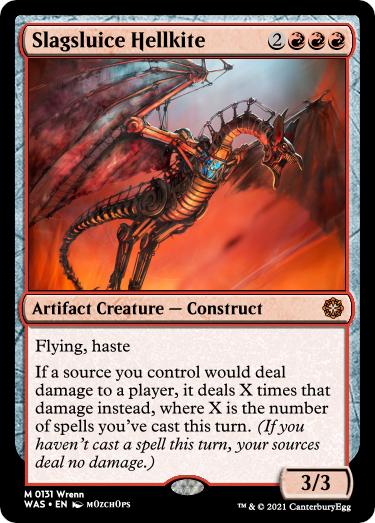 Slagsluice Hellkite 2
Artifact Creature — Construct
Flying, haste
If a source you control would deal
damage to a player, it deals X times that
damage instead, where X is the number
of spells you've cast this turn. (If you
haven't cast a spell this turn, your sources
deal no damage.)
3/3
M 0131 Wrenn
WAS • EN m0zchops
™ & © 2021 CanterburyEgg